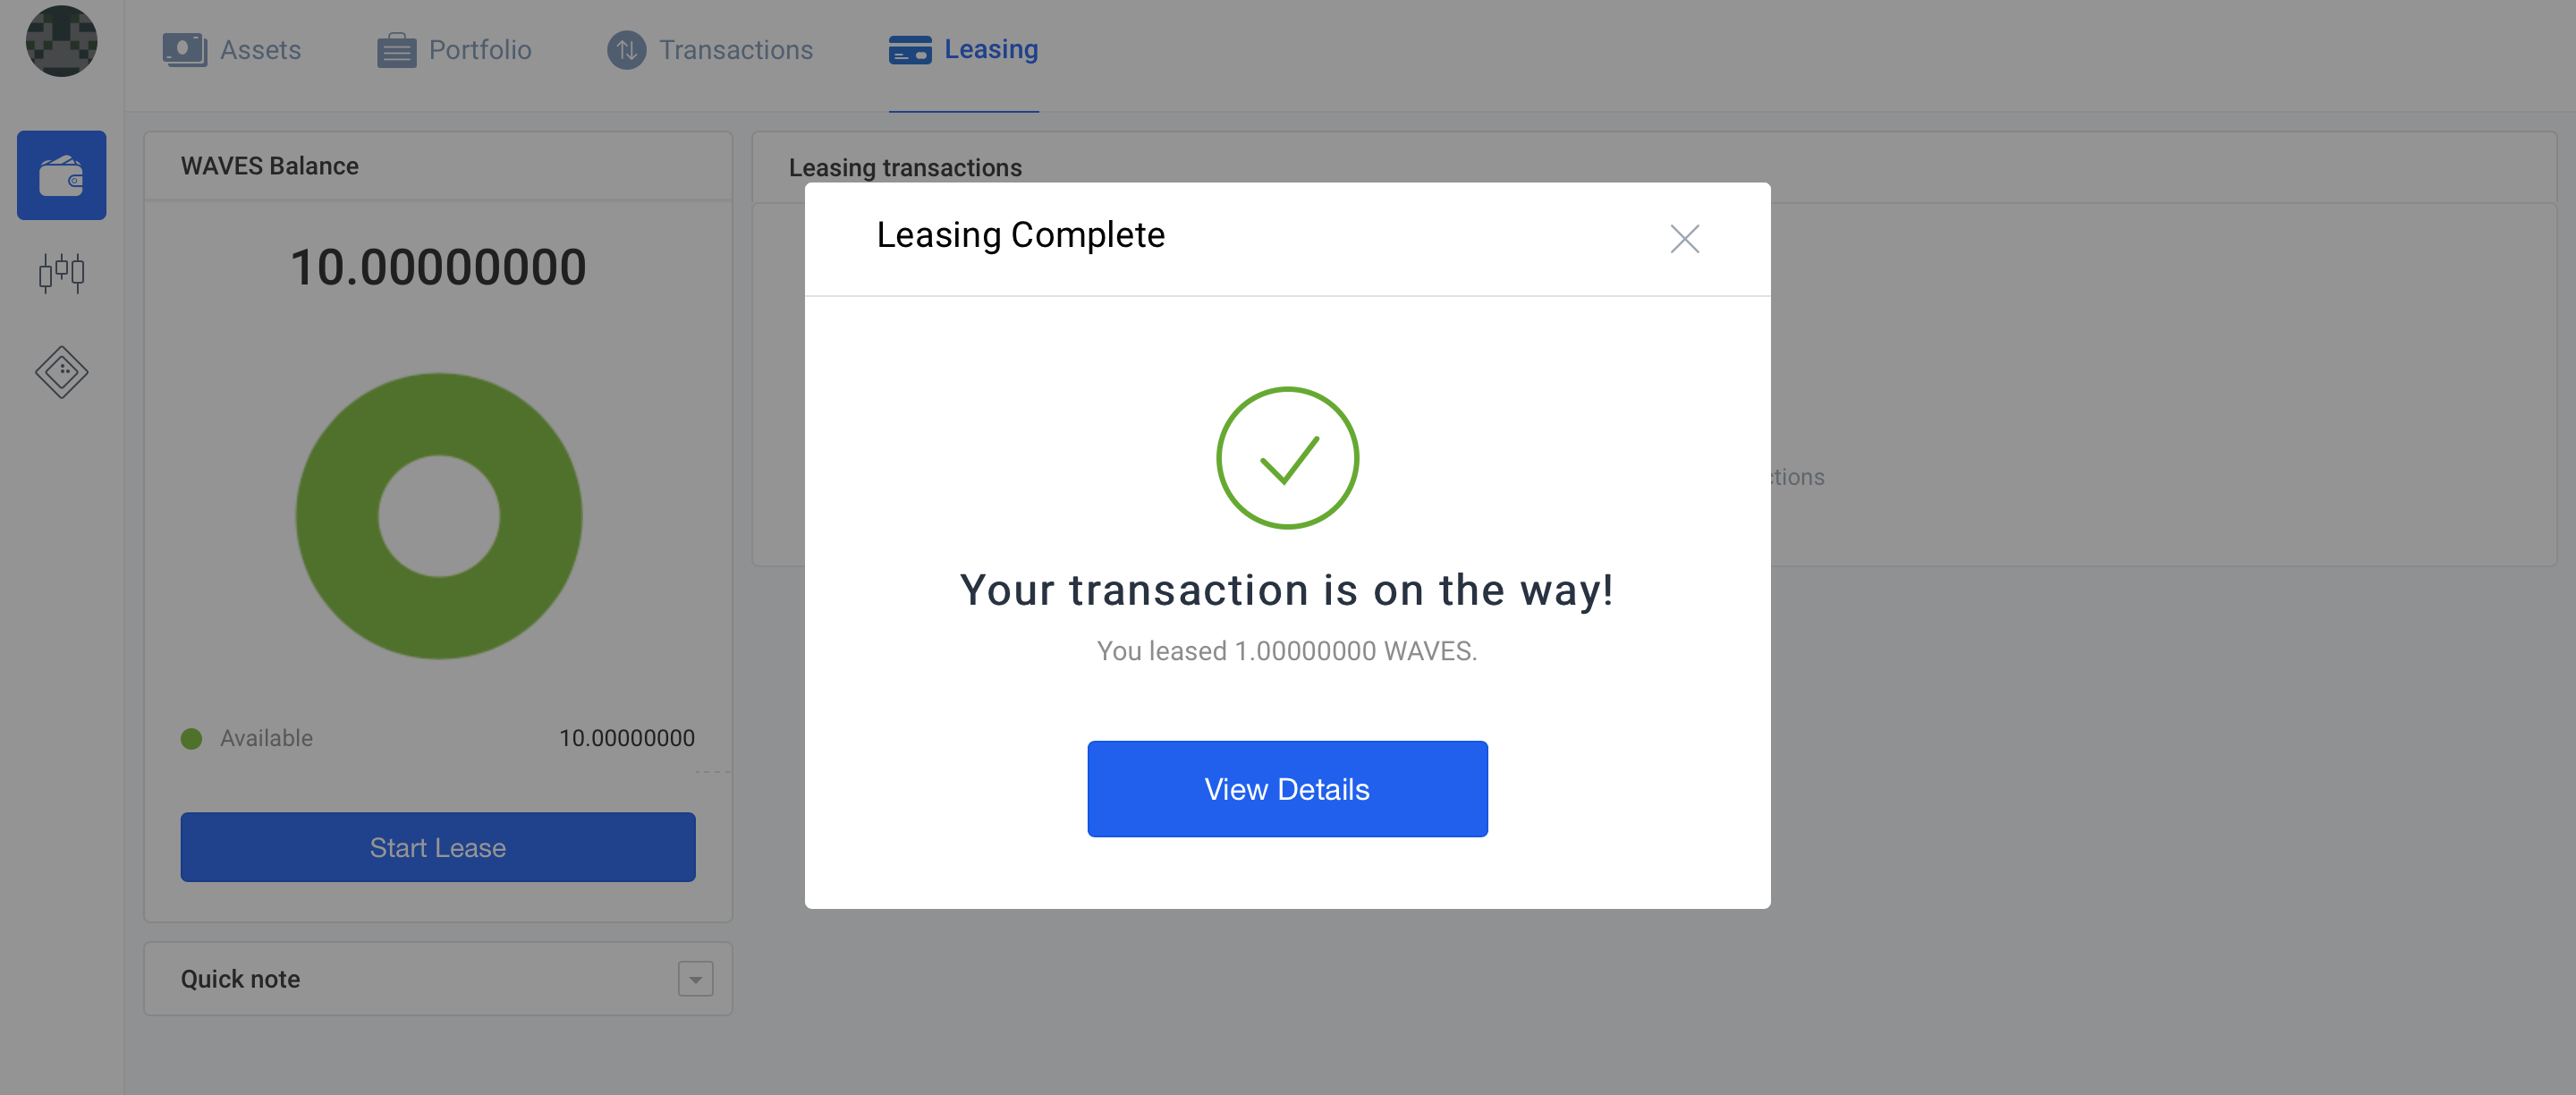 Assets
Portfolio
Transactions
Leasing
WAVES Balance
10.00000000
Available
10.00000000
Start Lease
Quick note
Leasing transactions
Leasing Complete
Your transaction is on the way!
You leased 1.00000000 WAVES.
View Details